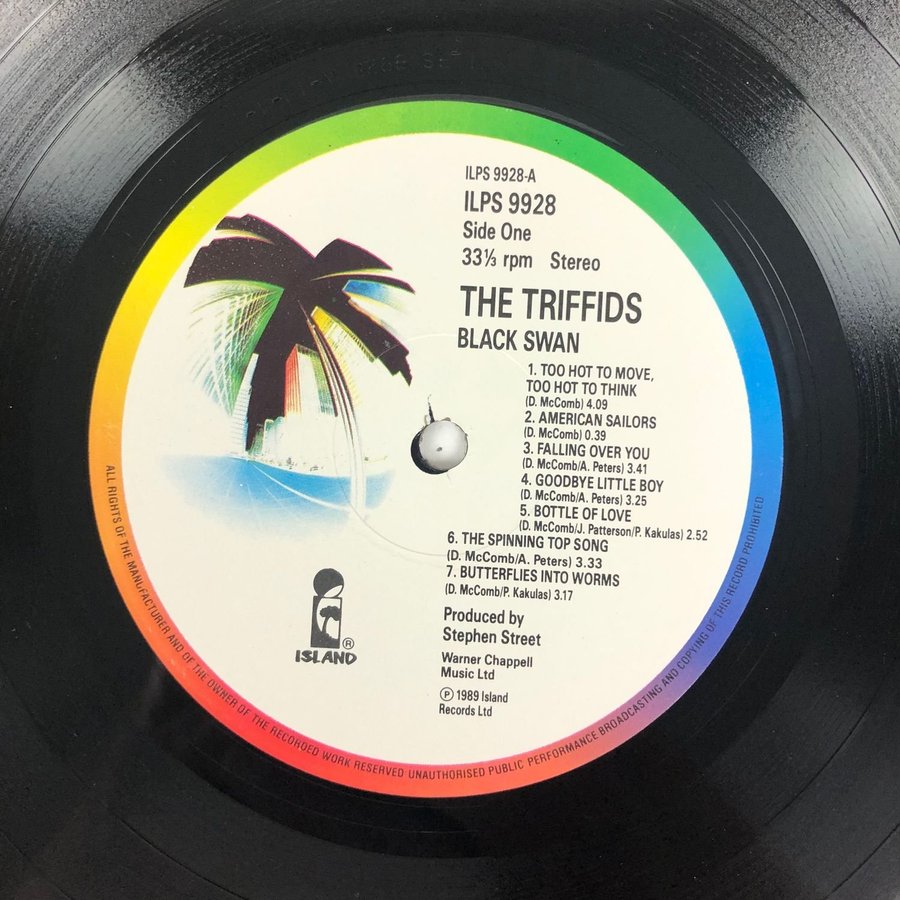 ILPS 9928-A
ILPS 9928
Side One
33⅓ rpm Stereo
THE TRIFFIDS
BLACK SWAN
1. TOO HOT TO MOVE,
TOO HOT TO THINK
(D. McComb) 4.09
2. AMERICAN SAILORS
(D. McComb) 0.39
3. FALLING OVER YOU
(D. McComb/A. Peters) 3.41
4. GOODBYE LITTLE BOY
(D. McComb/A. Peters) 3.25
5. BOTTLE OF LOVE
(D. McComb/J. Patterson/P. Kakulas) 2.52
6. THE SPINNING TOP SONG
(D. McComb/A. Peters) 3.33
7. BUTTERFLIES INTO WORMS
(D. McComb/P. Kakulas) 3.17
Produced by
Stephen Street
Warner Chappell
Music Ltd
℗ 1989 Island
Records Ltd
ISLAND ®
ALL RIGHTS OF THE MANUFACTURER AND OF THE OWNER OF THE RECORDED WORK RESERVED UNAUTHORISED PUBLIC PERFORMANCE BROADCASTING AND COPYING OF THIS RECORD PROHIBITED